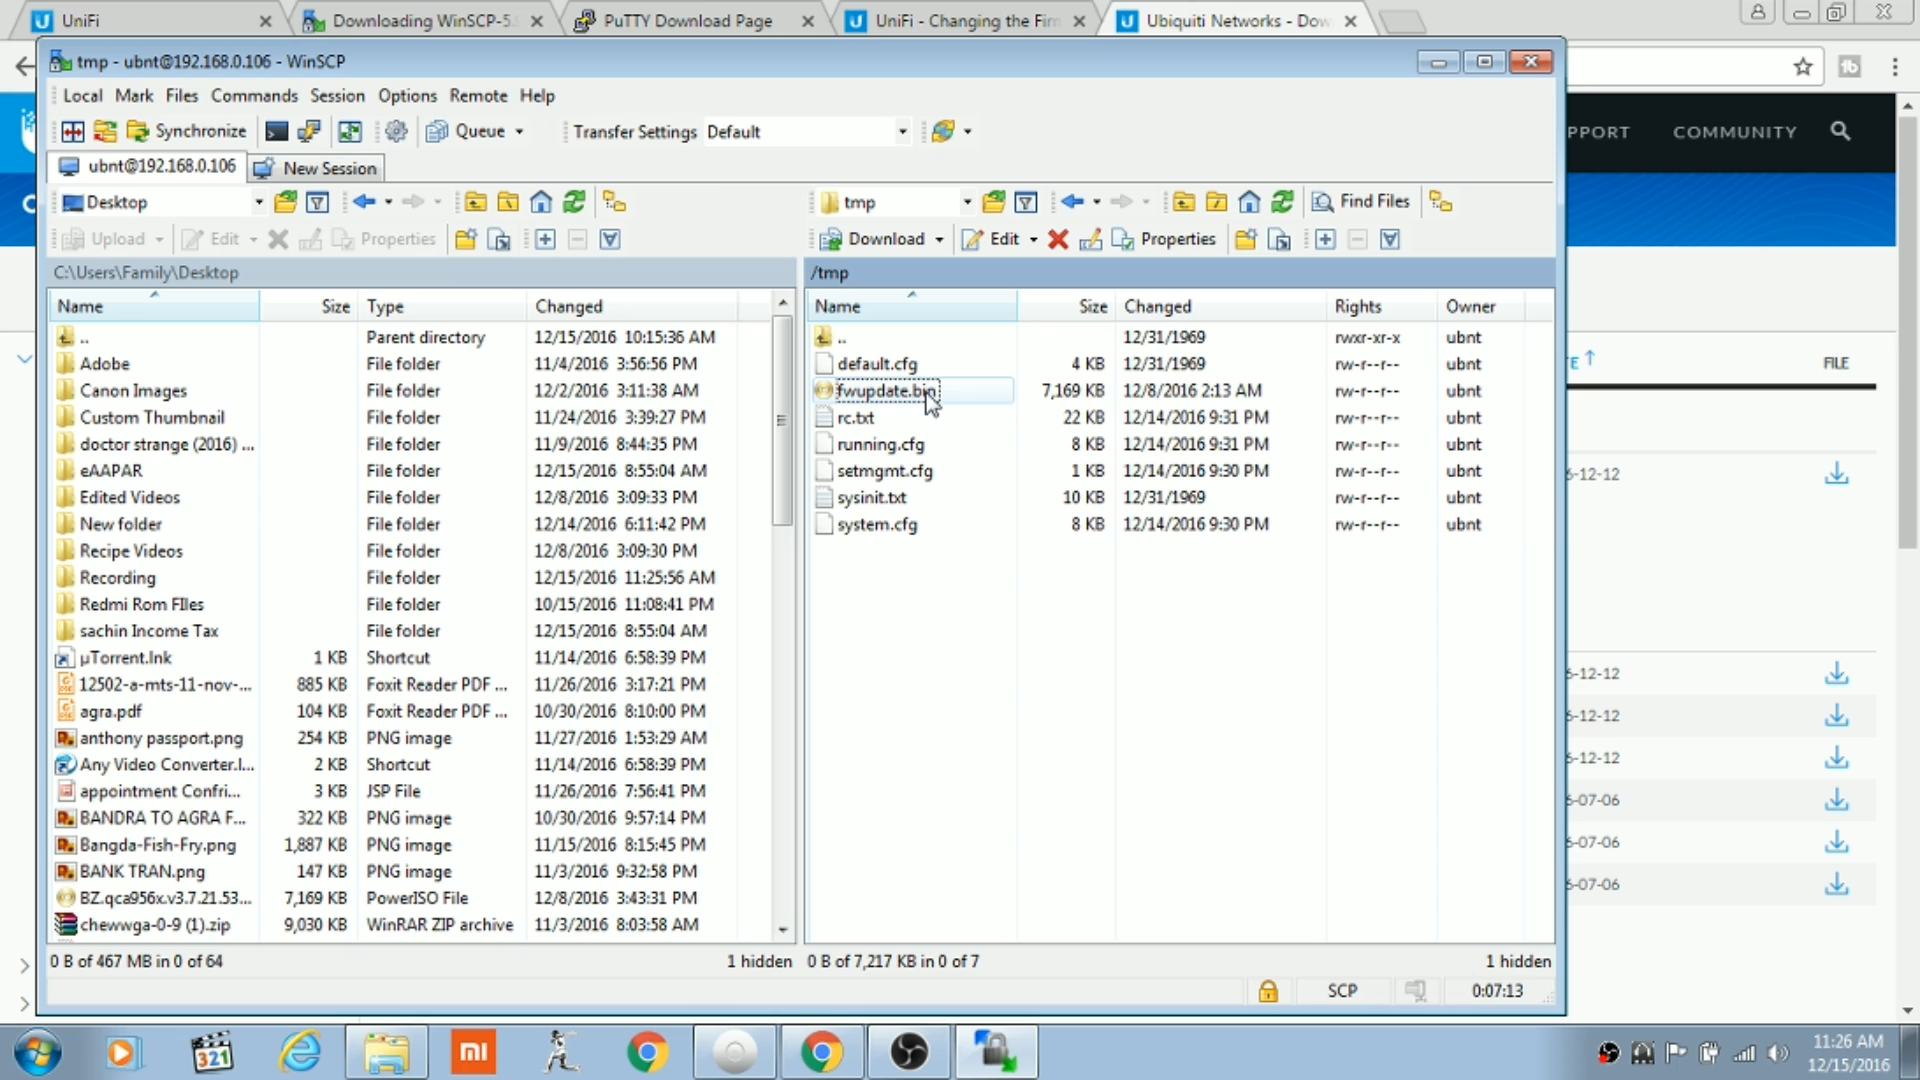 UniFi
Downloading WinSCP-5.
PuTTY Download Page
UniFi - Changing the Firm
Ubiquiti Networks - Dow
tmp - ubnt@192.168.0.106 - WinSCP
Local Mark Files Commands Session Options Remote Help
Synchronize Queue Transfer Settings Default
PPORT COMMUNITY
ubnt@192.168.0.106 New Session
Desktop tmp Find Files
Upload Edit Properties Download Edit Properties
C:\Users\Family\Desktop /tmp
Name Size Type Changed
.. Parent directory 12/15/2016 10:15:36 AM
Adobe File folder 11/4/2016 3:56:56 PM
Canon Images File folder 12/2/2016 3:11:38 AM
Custom Thumbnail File folder 11/24/2016 3:39:27 PM
doctor strange (2016) ... File folder 11/9/2016 8:44:35 PM
eAAPAR File folder 12/15/2016 8:55:04 AM
Edited Videos File folder 12/8/2016 3:09:33 PM
New folder File folder 12/14/2016 6:11:42 PM
Recipe Videos File folder 12/8/2016 3:09:30 PM
Recording File folder 12/15/2016 11:25:56 AM
Redmi Rom FIles File folder 10/15/2016 11:08:41 PM
sachin Income Tax File folder 12/15/2016 8:55:04 AM
µTorrent.lnk 1 KB Shortcut 11/14/2016 6:58:39 PM
12502-a-mts-11-nov-... 885 KB Foxit Reader PDF ... 11/26/2016 3:17:21 PM
agra.pdf 104 KB Foxit Reader PDF ... 10/30/2016 8:10:00 PM
anthony passport.png 254 KB PNG image 11/27/2016 1:53:29 AM
Any Video Converter.l... 2 KB Shortcut 11/14/2016 6:58:39 PM
appointment Confri... 3 KB JSP File 11/26/2016 7:56:41 PM
BANDRA TO AGRA F... 322 KB PNG image 10/30/2016 9:57:14 PM
Bangda-Fish-Fry.png 1,887 KB PNG image 11/15/2016 8:15:45 PM
BANK TRAN.png 147 KB PNG image 11/3/2016 9:32:58 PM
BZ.qca956x.v3.7.21.53... 7,169 KB PowerISO File 12/8/2016 3:43:31 PM
chewwga-0-9 (1).zip 9,030 KB WinRAR ZIP archive 11/3/2016 8:03:58 AM
0 B of 467 MB in 0 of 64 1 hidden
Name Size Changed Rights Owner
.. 12/31/1969 rwxr-xr-x ubnt
default.cfg 4 KB 12/31/1969 rw-r--r-- ubnt
fwupdate.bin 7,169 KB 12/8/2016 2:13 AM rw-r--r-- ubnt
rc.txt 22 KB 12/14/2016 9:31 PM rw-r--r-- ubnt
running.cfg 8 KB 12/14/2016 9:31 PM rw-r--r-- ubnt
setmgmt.cfg 1 KB 12/14/2016 9:30 PM rw-r--r-- ubnt
sysinit.txt 10 KB 12/31/1969 rw-r--r-- ubnt
system.cfg 8 KB 12/14/2016 9:30 PM rw-r--r-- ubnt
0 B of 7,217 KB in 0 of 7 1 hidden
SCP 0:07:13
E FILE
6-12-12
6-12-12
6-12-12
6-12-12
6-07-06
6-07-06
6-07-06
321
mi
11:26 AM
12/15/2016